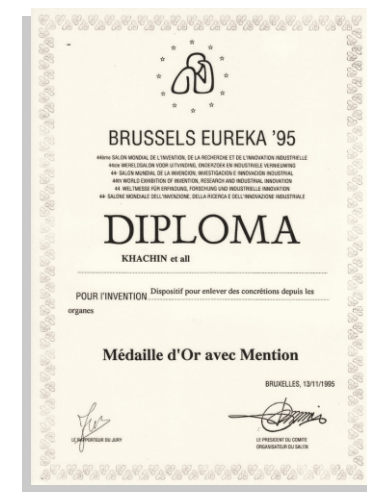 BRUSSELS EUREKA '95
44ème SALON MONDIAL DE L'INVENTION, DE LA RECHERCHE ET DE L'INNOVATION INDUSTRIELLE
44ste WERELDSALON VOOR UITVINDING, ONDERZOEK EN INDUSTRIELE VERNIEUWING
44° SALON MUNDIAL DE LA INVENCION, INVESTIGACION E INNOVACION INDUSTRIAL
44th WORLD EXHIBITION OF INVENTION, RESEARCH AND INDUSTRIAL INNOVATION
44. WELTMESSE FÜR ERFINDUNG, FORSCHUNG UND INDUSTRIELLE INNOVATION
44° SALONE MONDIALE DELL'INVENZIONE, DELLA RICERCA E DELL'INNOVAZIONE INDUSTRIALE
DIPLOMA
KHACHIN et all
POUR l'INVENTION Dispositif pour enlever des concrétions depuis les
organes
Médaille d'Or avec Mention
BRUXELLES, 13/11/1995
LE RAPPORTEUR DU JURY
LE PRESIDENT DU COMITE
ORGANISATEUR DU SALON